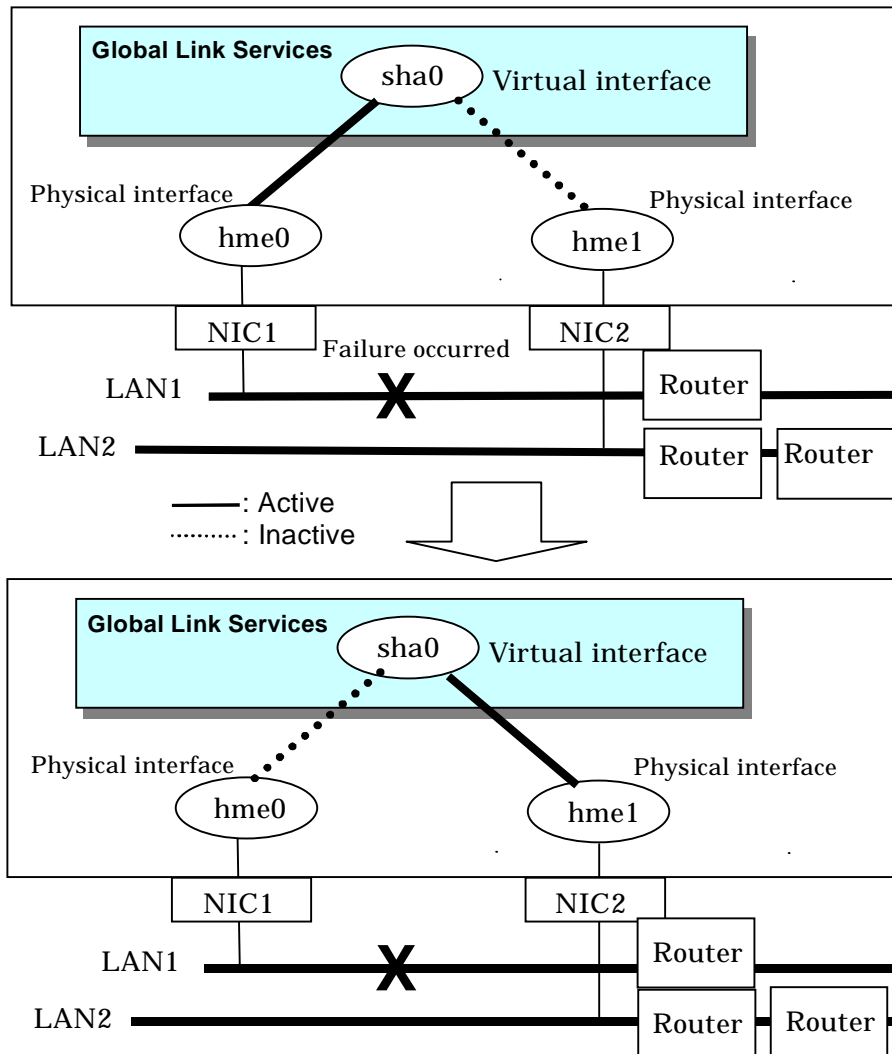 Global Link Services
sha0
Virtual interface
Physical interface
Physical interface
hme0
hme1
NIC1
NIC2
Failure occurred
LAN1
X
Router
LAN2
Router
Router
: Active
: Inactive
Global Link Services
sha0
Virtual interface
Physical interface
Physical interface
hme0
hme1
NIC1
NIC2
LAN1
X
Router
LAN2
Router
Router